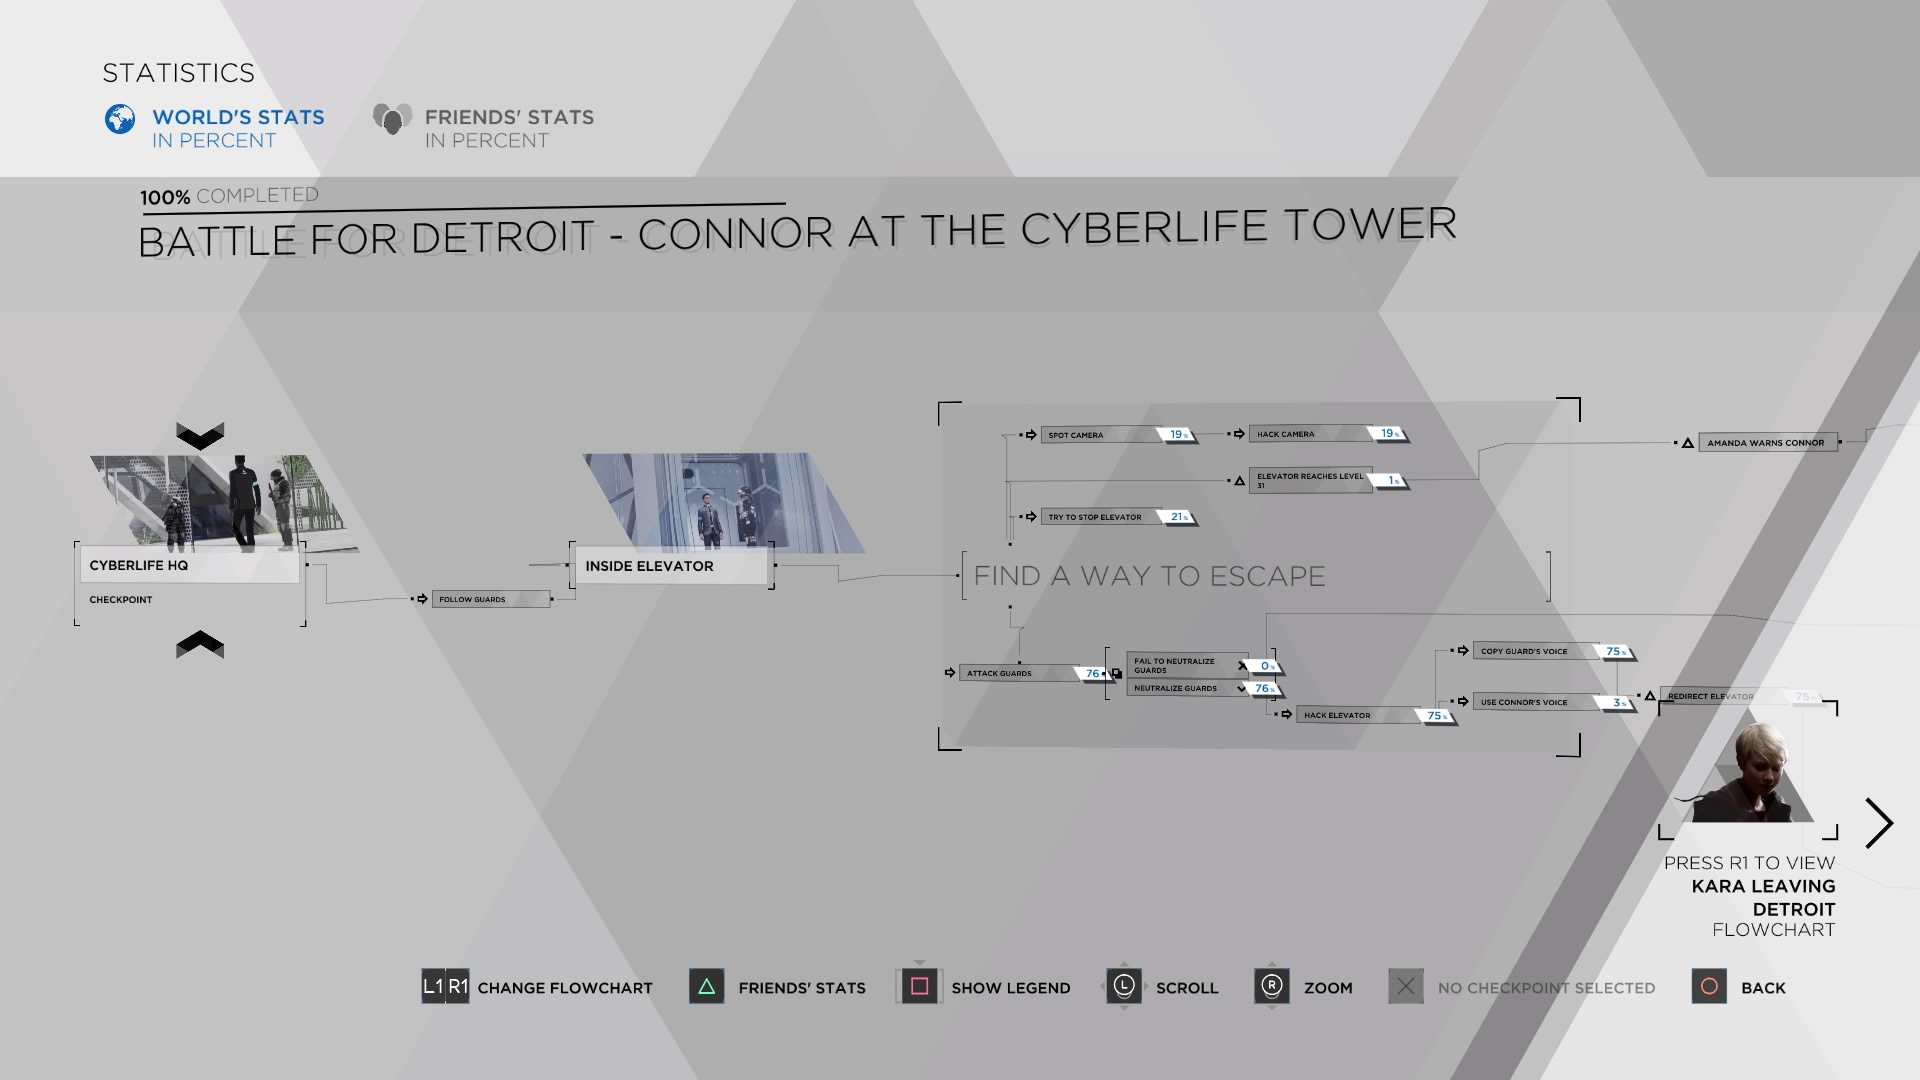 STATISTICS
WORLD'S STATS
IN PERCENT
FRIENDS' STATS
IN PERCENT
100% COMPLETED
BATTLE FOR DETROIT - CONNOR AT THE CYBERLIFE TOWER
SPOT CAMERA 19%
HACK CAMERA 19%
AMANDA WARNS CONNOR
ELEVATOR REACHES LEVEL
31
1%
TRY TO STOP ELEVATOR 21%
CYBERLIFE HQ
CHECKPOINT
FOLLOW GUARDS
INSIDE ELEVATOR
FIND A WAY TO ESCAPE
ATTACK GUARDS 76
FAIL TO NEUTRALIZE
GUARDS
0%
NEUTRALIZE GUARDS 76%
HACK ELEVATOR 75%
COPY GUARD'S VOICE 75%
USE CONNOR'S VOICE 3%
REDIRECT ELEVATOR 75%
PRESS R1 TO VIEW
KARA LEAVING
DETROIT
FLOWCHART
L1 R1 CHANGE FLOWCHART
FRIENDS' STATS
SHOW LEGEND
L SCROLL
R ZOOM
NO CHECKPOINT SELECTED
BACK